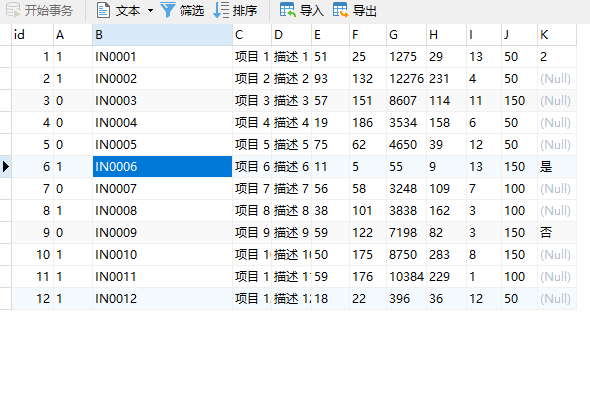 开始事务 文本 筛选 排序 导入 导出
id A B C D E F G H I J K
1 1 IN0001 项目 1 描述 1 51 25 1275 29 13 50 2
2 1 IN0002 项目 2 描述 2 93 132 12276 231 4 50 (Null)
3 0 IN0003 项目 3 描述 3 57 151 8607 114 11 150 (Null)
4 0 IN0004 项目 4 描述 4 19 186 3534 158 6 50 (Null)
5 0 IN0005 项目 5 描述 5 75 62 4650 39 12 50 (Null)
6 1 IN0006 项目 6 描述 6 11 5 55 9 13 150 是
7 0 IN0007 项目 7 描述 7 56 58 3248 109 7 100 (Null)
8 1 IN0008 项目 8 描述 8 38 101 3838 162 3 100 (Null)
9 0 IN0009 项目 9 描述 9 59 122 7198 82 3 150 否
10 1 IN0010 项目 1 描述 10 50 175 8750 283 8 150 (Null)
11 1 IN0011 项目 1 描述 11 59 176 10384 229 1 100 (Null)
12 1 IN0012 项目 1 描述 12 18 22 396 36 12 50 (Null)